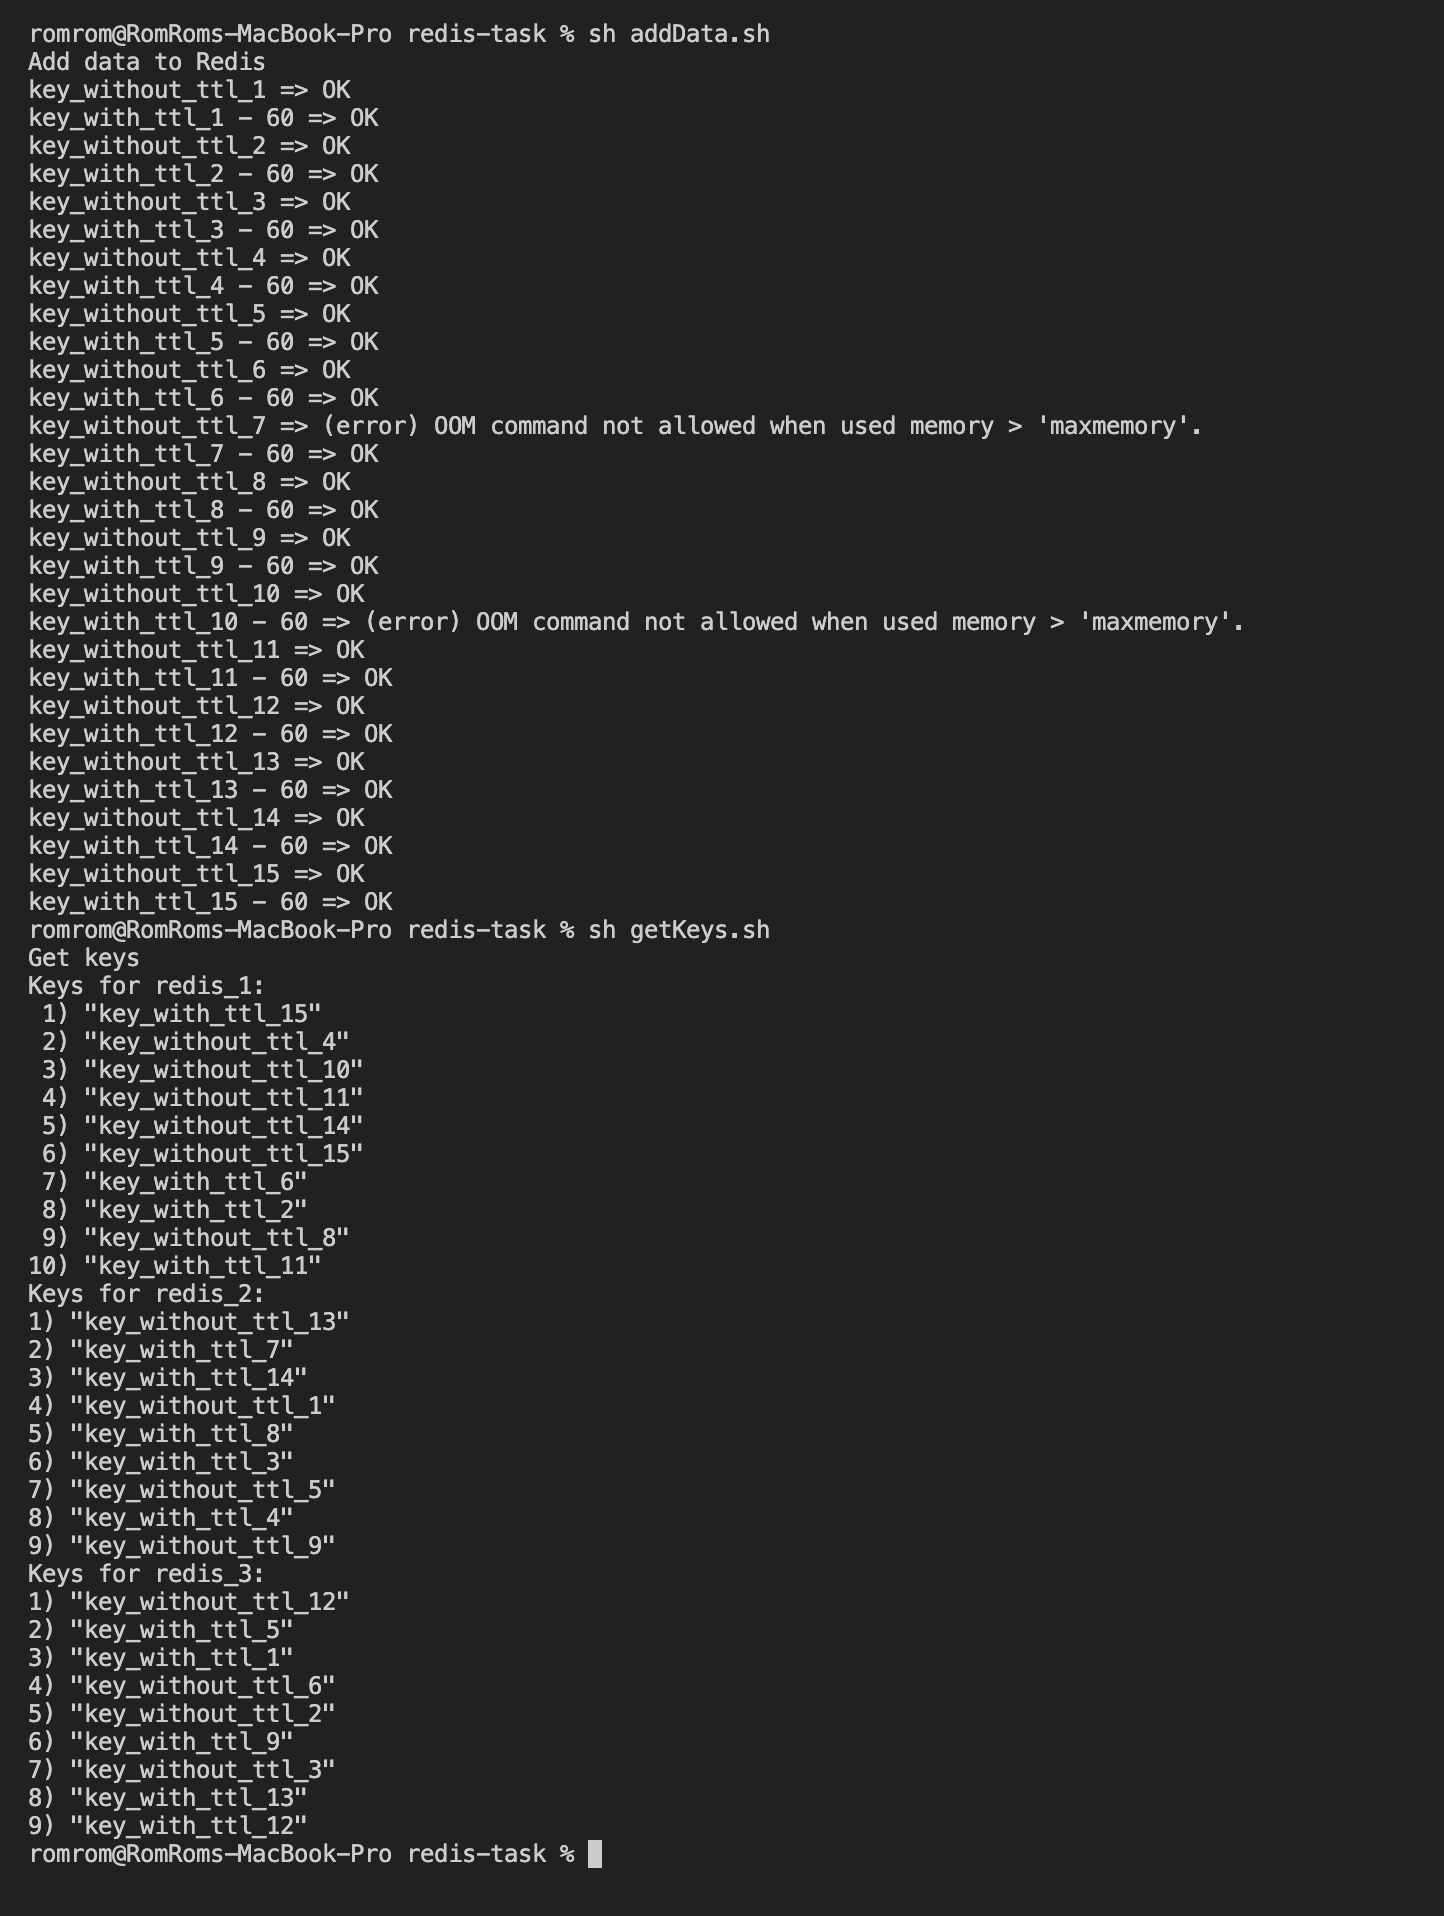 romrom@RomRoms-MacBook-Pro redis-task % sh addData.sh
Add data to Redis
key_without_ttl_1 => OK
key_with_ttl_1 - 60 => OK
key_without_ttl_2 => OK
key_with_ttl_2 - 60 => OK
key_without_ttl_3 => OK
key_with_ttl_3 - 60 => OK
key_without_ttl_4 => OK
key_with_ttl_4 - 60 => OK
key_without_ttl_5 => OK
key_with_ttl_5 - 60 => OK
key_without_ttl_6 => OK
key_with_ttl_6 - 60 => OK
key_without_ttl_7 => (error) OOM command not allowed when used memory > 'maxmemory'.
key_with_ttl_7 - 60 => OK
key_without_ttl_8 => OK
key_with_ttl_8 - 60 => OK
key_without_ttl_9 => OK
key_with_ttl_9 - 60 => OK
key_without_ttl_10 => OK
key_with_ttl_10 - 60 => (error) OOM command not allowed when used memory > 'maxmemory'.
key_without_ttl_11 => OK
key_with_ttl_11 - 60 => OK
key_without_ttl_12 => OK
key_with_ttl_12 - 60 => OK
key_without_ttl_13 => OK
key_with_ttl_13 - 60 => OK
key_without_ttl_14 => OK
key_with_ttl_14 - 60 => OK
key_without_ttl_15 => OK
key_with_ttl_15 - 60 => OK
romrom@RomRoms-MacBook-Pro redis-task % sh getKeys.sh
Get keys
Keys for redis_1:
 1) "key_with_ttl_15"
 2) "key_without_ttl_4"
 3) "key_without_ttl_10"
 4) "key_without_ttl_11"
 5) "key_without_ttl_14"
 6) "key_without_ttl_15"
 7) "key_with_ttl_6"
 8) "key_with_ttl_2"
 9) "key_without_ttl_8"
10) "key_with_ttl_11"
Keys for redis_2:
1) "key_without_ttl_13"
2) "key_with_ttl_7"
3) "key_with_ttl_14"
4) "key_without_ttl_1"
5) "key_with_ttl_8"
6) "key_with_ttl_3"
7) "key_without_ttl_5"
8) "key_with_ttl_4"
9) "key_without_ttl_9"
Keys for redis_3:
1) "key_without_ttl_12"
2) "key_with_ttl_5"
3) "key_with_ttl_1"
4) "key_without_ttl_6"
5) "key_without_ttl_2"
6) "key_with_ttl_9"
7) "key_without_ttl_3"
8) "key_with_ttl_13"
9) "key_with_ttl_12"
romrom@RomRoms-MacBook-Pro redis-task %